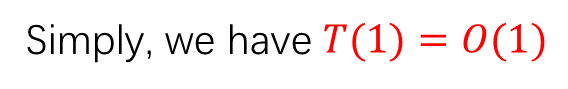 Simply, we have T(1) = O(1)